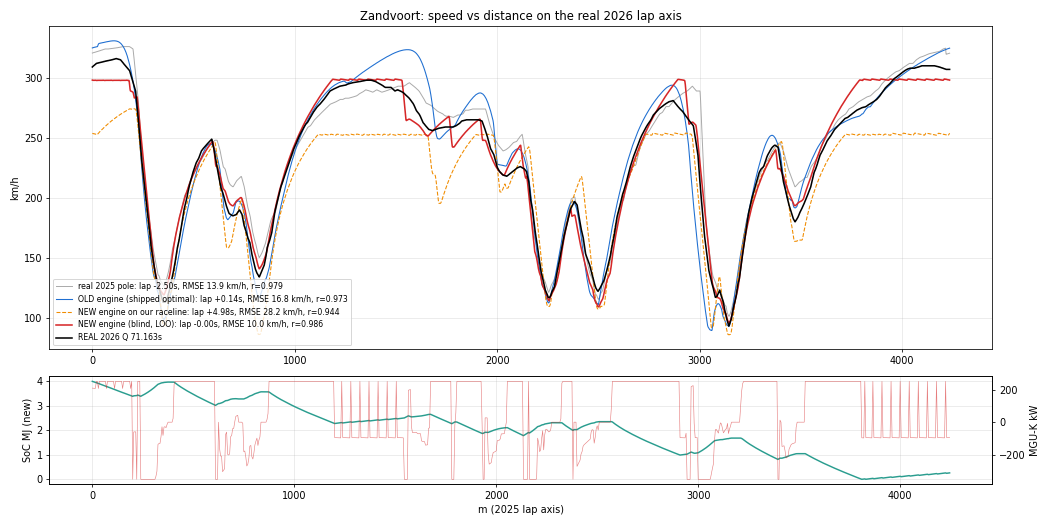 Zandvoort: speed vs distance on the real 2026 lap axis
300
250
200
150
100
km/h
real 2025 pole: lap -2.50s, RMSE 13.9 km/h, r=0.979
OLD engine (shipped optimal): lap +0.14s, RMSE 16.8 km/h, r=0.973
NEW engine on our raceline: lap +4.98s, RMSE 28.2 km/h, r=0.944
NEW engine (blind, LOO): lap -0.00s, RMSE 10.0 km/h, r=0.986
REAL 2026 Q 71.163s
0 1000 2000 3000 4000
4
3
2
1
0
SoC MJ (new)
200
0
−200
MGU-K kW
0 1000 2000 3000 4000
m (2025 lap axis)